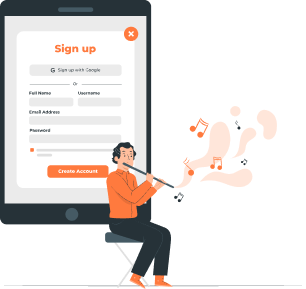 Sign up
G Sign up with Google
Or
Full Name Username
Email Address
Password
Create Account